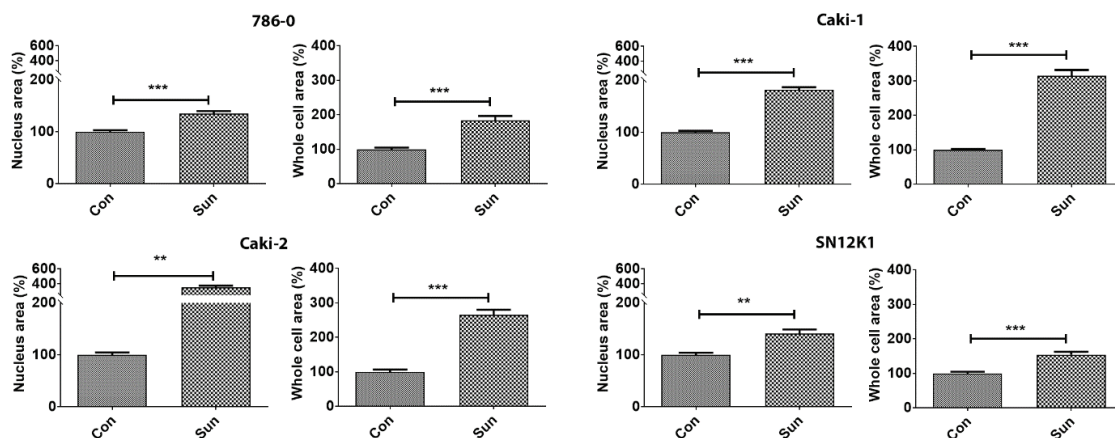 786-0
Nucleus area (%)
600
400
200
100
0
***
Con
Sun
Whole cell area (%)
400
300
200
100
0
***
Con
Sun
Caki-1
Nucleus area (%)
600
400
200
100
0
***
Con
Sun
Whole cell area (%)
400
300
200
100
0
***
Con
Sun
Caki-2
Nucleus area (%)
600
400
200
100
0
**
Con
Sun
Whole cell area (%)
400
300
200
100
0
***
Con
Sun
SN12K1
Nucleus area (%)
600
400
200
100
0
**
Con
Sun
Whole cell area (%)
400
300
200
100
0
***
Con
Sun